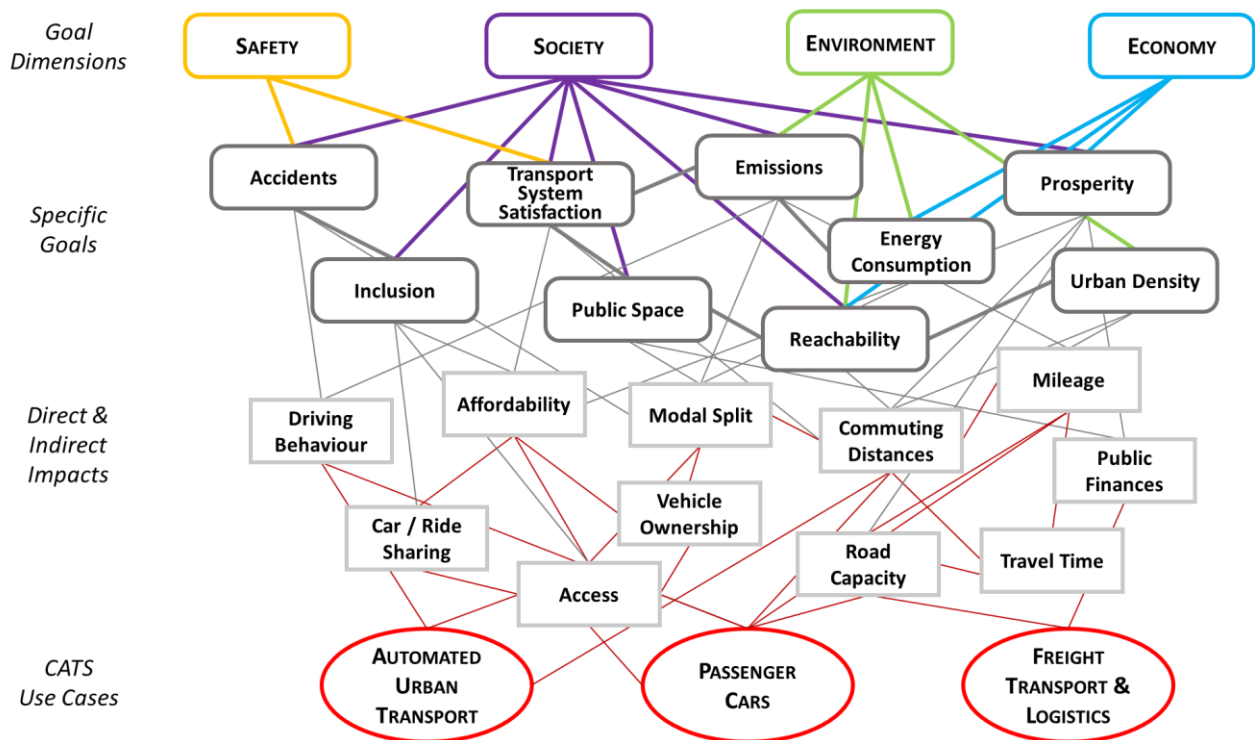 Goal
Dimensions
SAFETY
SOCIETY
ENVIRONMENT
ECONOMY
Specific
Goals
Accidents
Transport
System
Satisfaction
Emissions
Prosperity
Inclusion
Public Space
Energy
Consumption
Reachability
Urban Density
Direct &
Indirect
Impacts
Driving
Behaviour
Affordability
Modal Split
Commuting
Distances
Mileage
Public
Finances
Car / Ride
Sharing
Vehicle
Ownership
Access
Road
Capacity
Travel Time
CATS
Use Cases
AUTOMATED
URBAN
TRANSPORT
PASSENGER
CARS
FREIGHT
TRANSPORT &
LOGISTICS